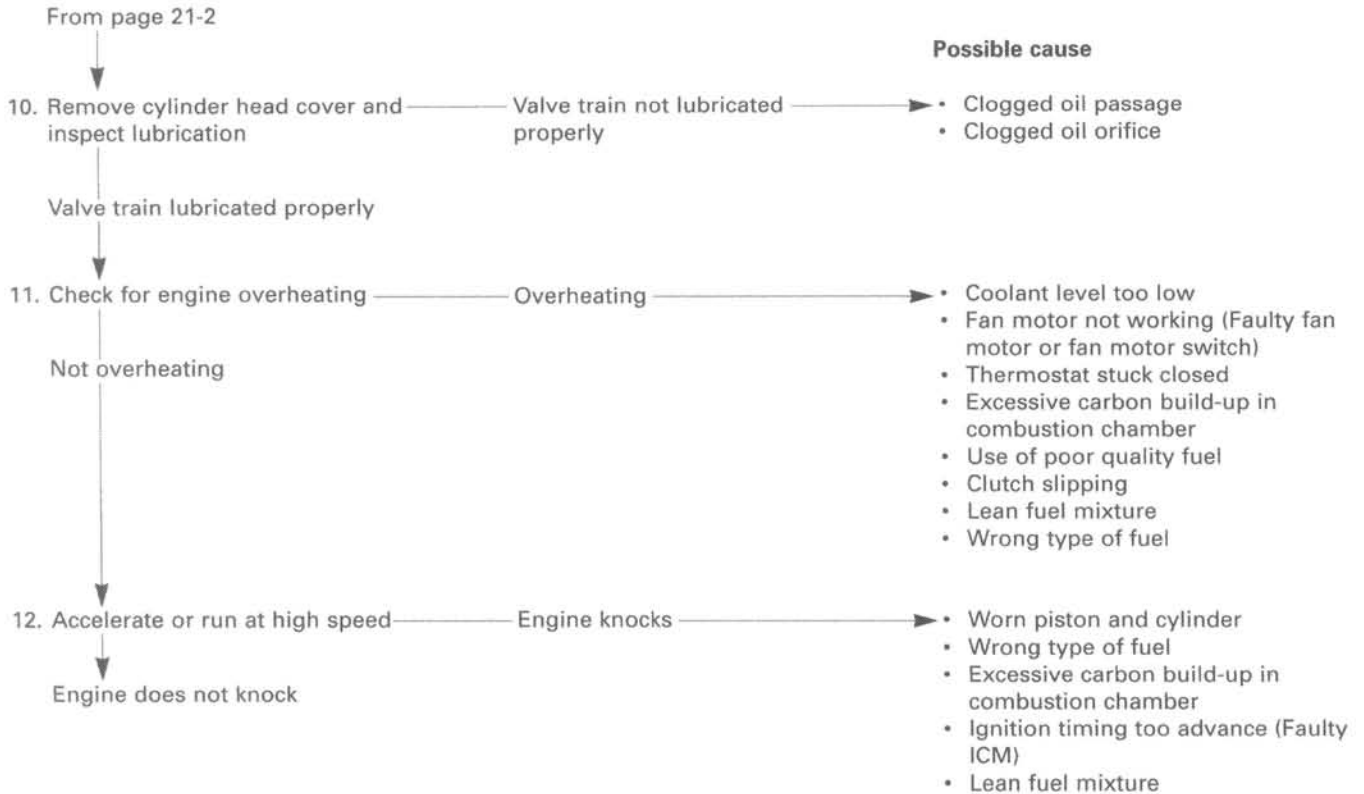 From page 21-2
Possible cause
10. Remove cylinder head cover and
inspect lubrication
Valve train not lubricated
properly
• Clogged oil passage
• Clogged oil orifice
Valve train lubricated properly
11. Check for engine overheating
Overheating
• Coolant level too low
• Fan motor not working (Faulty fan
motor or fan motor switch)
• Thermostat stuck closed
• Excessive carbon build-up in
combustion chamber
• Use of poor quality fuel
• Clutch slipping
• Lean fuel mixture
• Wrong type of fuel
Not overheating
12. Accelerate or run at high speed
Engine knocks
• Worn piston and cylinder
• Wrong type of fuel
• Excessive carbon build-up in
combustion chamber
• Ignition timing too advance (Faulty
ICM)
• Lean fuel mixture
Engine does not knock